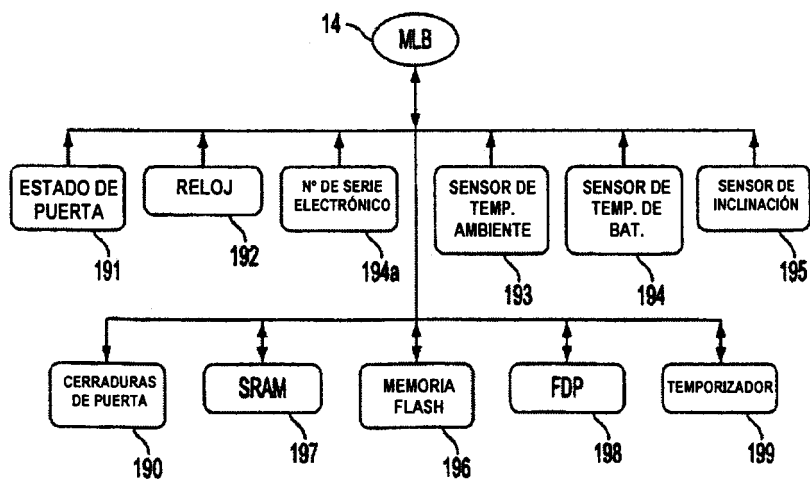 14
MLB
ESTADO DE
PUERTA
191
RELOJ
192
Nº DE SERIE
ELECTRÓNICO
194a
SENSOR DE
TEMP.
AMBIENTE
193
SENSOR DE
TEMP. DE
BAT.
194
SENSOR DE
INCLINACIÓN
195
CERRADURAS
DE PUERTA
190
SRAM
197
MEMORIA
FLASH
196
FDP
198
TEMPORIZADOR
199